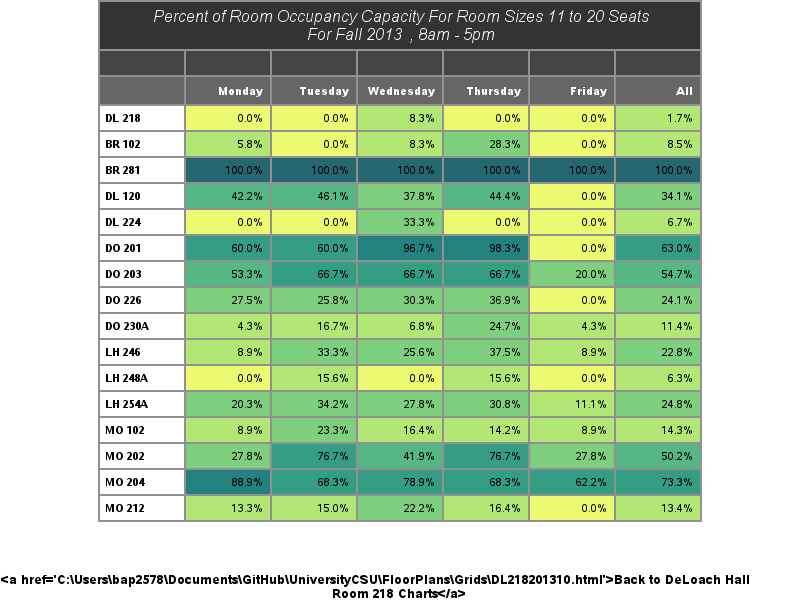 Percent of Room Occupancy Capacity For Room Sizes 11 to 20 Seats
For Fall 2013 , 8am - 5pm
Monday Tuesday Wednesday Thursday Friday All
DL 218 0.0% 0.0% 8.3% 0.0% 0.0% 1.7%
BR 102 5.8% 0.0% 8.3% 28.3% 0.0% 8.5%
BR 281 100.0% 100.0% 100.0% 100.0% 100.0% 100.0%
DL 120 42.2% 46.1% 37.8% 44.4% 0.0% 34.1%
DL 224 0.0% 0.0% 33.3% 0.0% 0.0% 6.7%
DO 201 60.0% 60.0% 96.7% 98.3% 0.0% 63.0%
DO 203 53.3% 66.7% 66.7% 66.7% 20.0% 54.7%
DO 226 27.5% 25.8% 30.3% 36.9% 0.0% 24.1%
DO 230A 4.3% 16.7% 6.8% 24.7% 4.3% 11.4%
LH 246 8.9% 33.3% 25.6% 37.5% 8.9% 22.8%
LH 248A 0.0% 15.6% 0.0% 15.6% 0.0% 6.3%
LH 254A 20.3% 34.2% 27.8% 30.8% 11.1% 24.8%
MO 102 8.9% 23.3% 16.4% 14.2% 8.9% 14.3%
MO 202 27.8% 76.7% 41.9% 76.7% 27.8% 50.2%
MO 204 88.9% 68.3% 78.9% 68.3% 62.2% 73.3%
MO 212 13.3% 15.0% 22.2% 16.4% 0.0% 13.4%
<a href='C:\Users\bap2578\Documents\GitHub\UniversityCSU\FloorPlans\Grids\DL218201310.html'>Back to DeLoach Hall
Room 218 Charts</a>